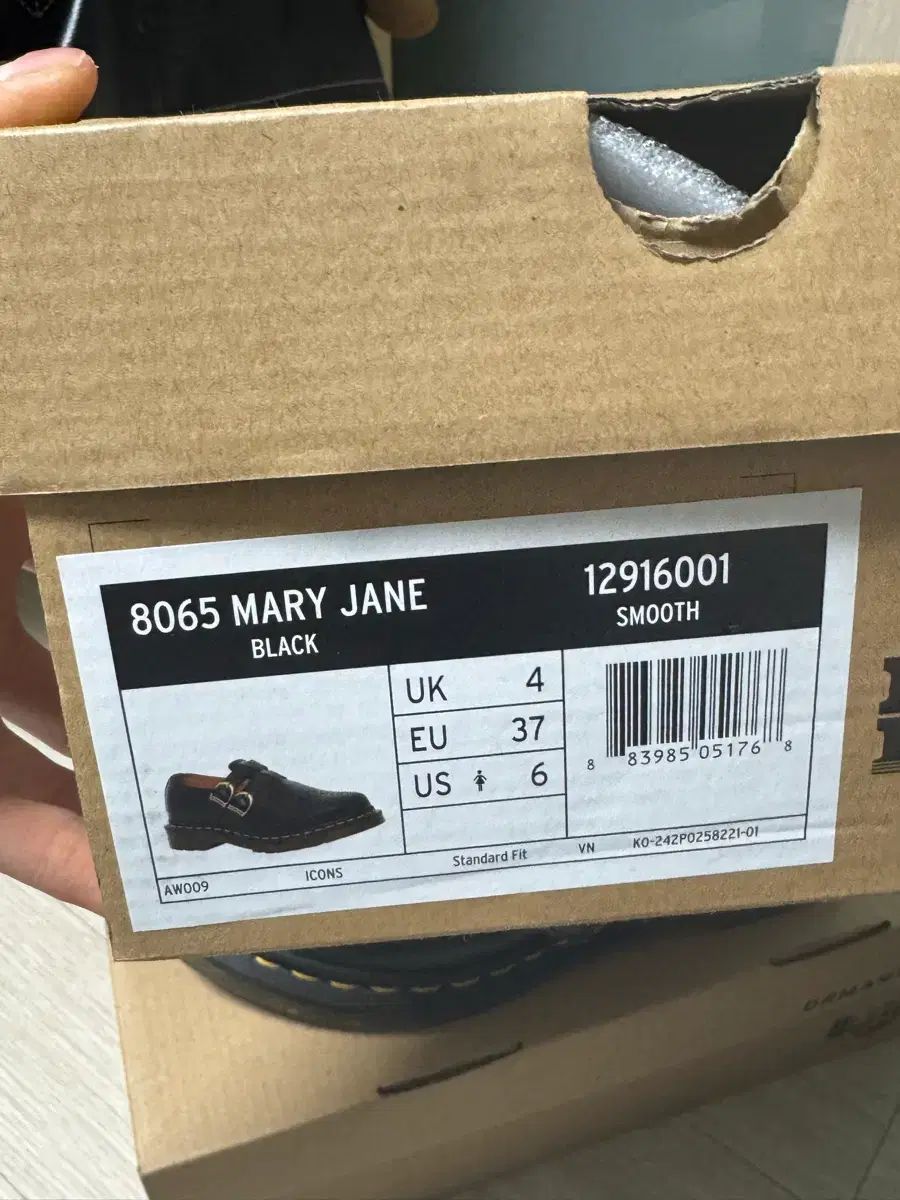 8065 MARY JANE
BLACK
12916001
SMOOTH
UK 4
EU 37
US 6
8 83985 05176 8
AW009
ICONS
Standard Fit
VN
KO-242P0258221-01